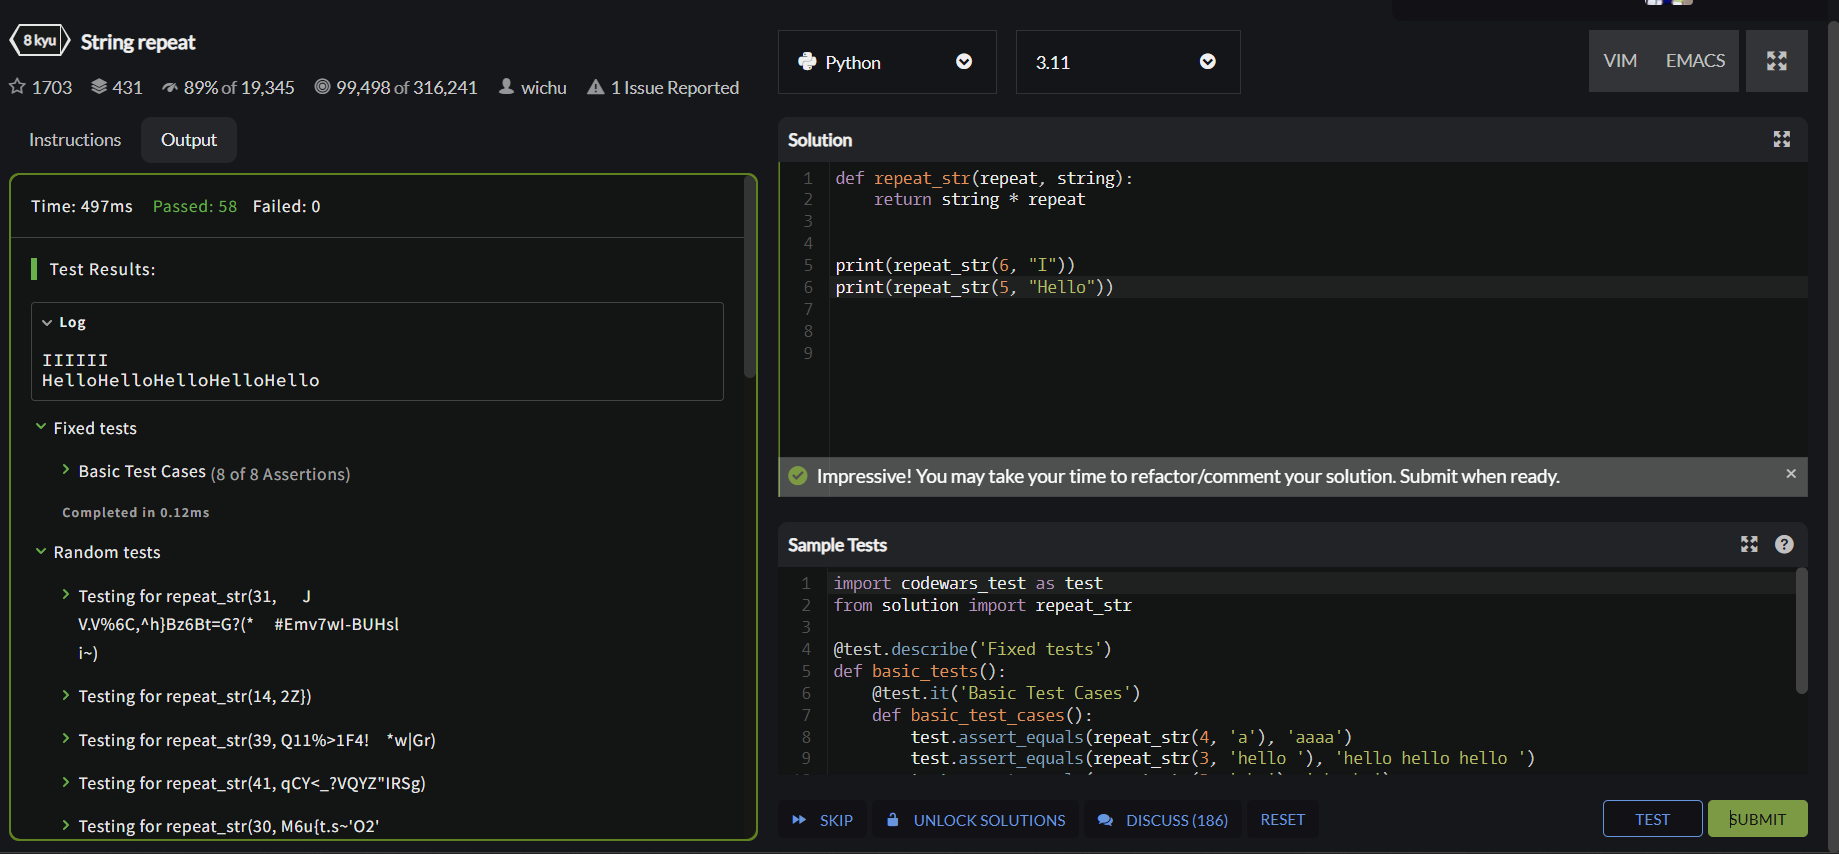 8 kyu String repeat
1703 431 89% of 19,345 99,498 of 316,241 wichu 1 Issue Reported
Instructions Output
Time: 497ms Passed: 58 Failed: 0
Test Results:
Log
IIIIII
HelloHelloHelloHelloHello
Fixed tests
Basic Test Cases (8 of 8 Assertions)
Completed in 0.12ms
Random tests
Testing for repeat_str(31, J
V.V%6C,^h}Bz6Bt=G?(* #Emv7wI-BUHsl
i~)
Testing for repeat_str(14, 2Z})
Testing for repeat_str(39, Q11%>1F4! *w|Gr)
Testing for repeat_str(41, qCY<_?VQYZ"IRSg)
Testing for repeat_str(30, M6u{t.s~'O2'
Python 3.11 VIM EMACS
Solution
1 def repeat_str(repeat, string):
2 return string * repeat
3
4
5 print(repeat_str(6, "I"))
6 print(repeat_str(5, "Hello"))
7
8
9
Impressive! You may take your time to refactor/comment your solution. Submit when ready. ×
Sample Tests ?
1 import codewars_test as test
2 from solution import repeat_str
3
4 @test.describe('Fixed tests')
5 def basic_tests():
6 @test.it('Basic Test Cases')
7 def basic_test_cases():
8 test.assert_equals(repeat_str(4, 'a'), 'aaaa')
9 test.assert_equals(repeat_str(3, 'hello '), 'hello hello hello ')
SKIP UNLOCK SOLUTIONS DISCUSS (186) RESET TEST SUBMIT